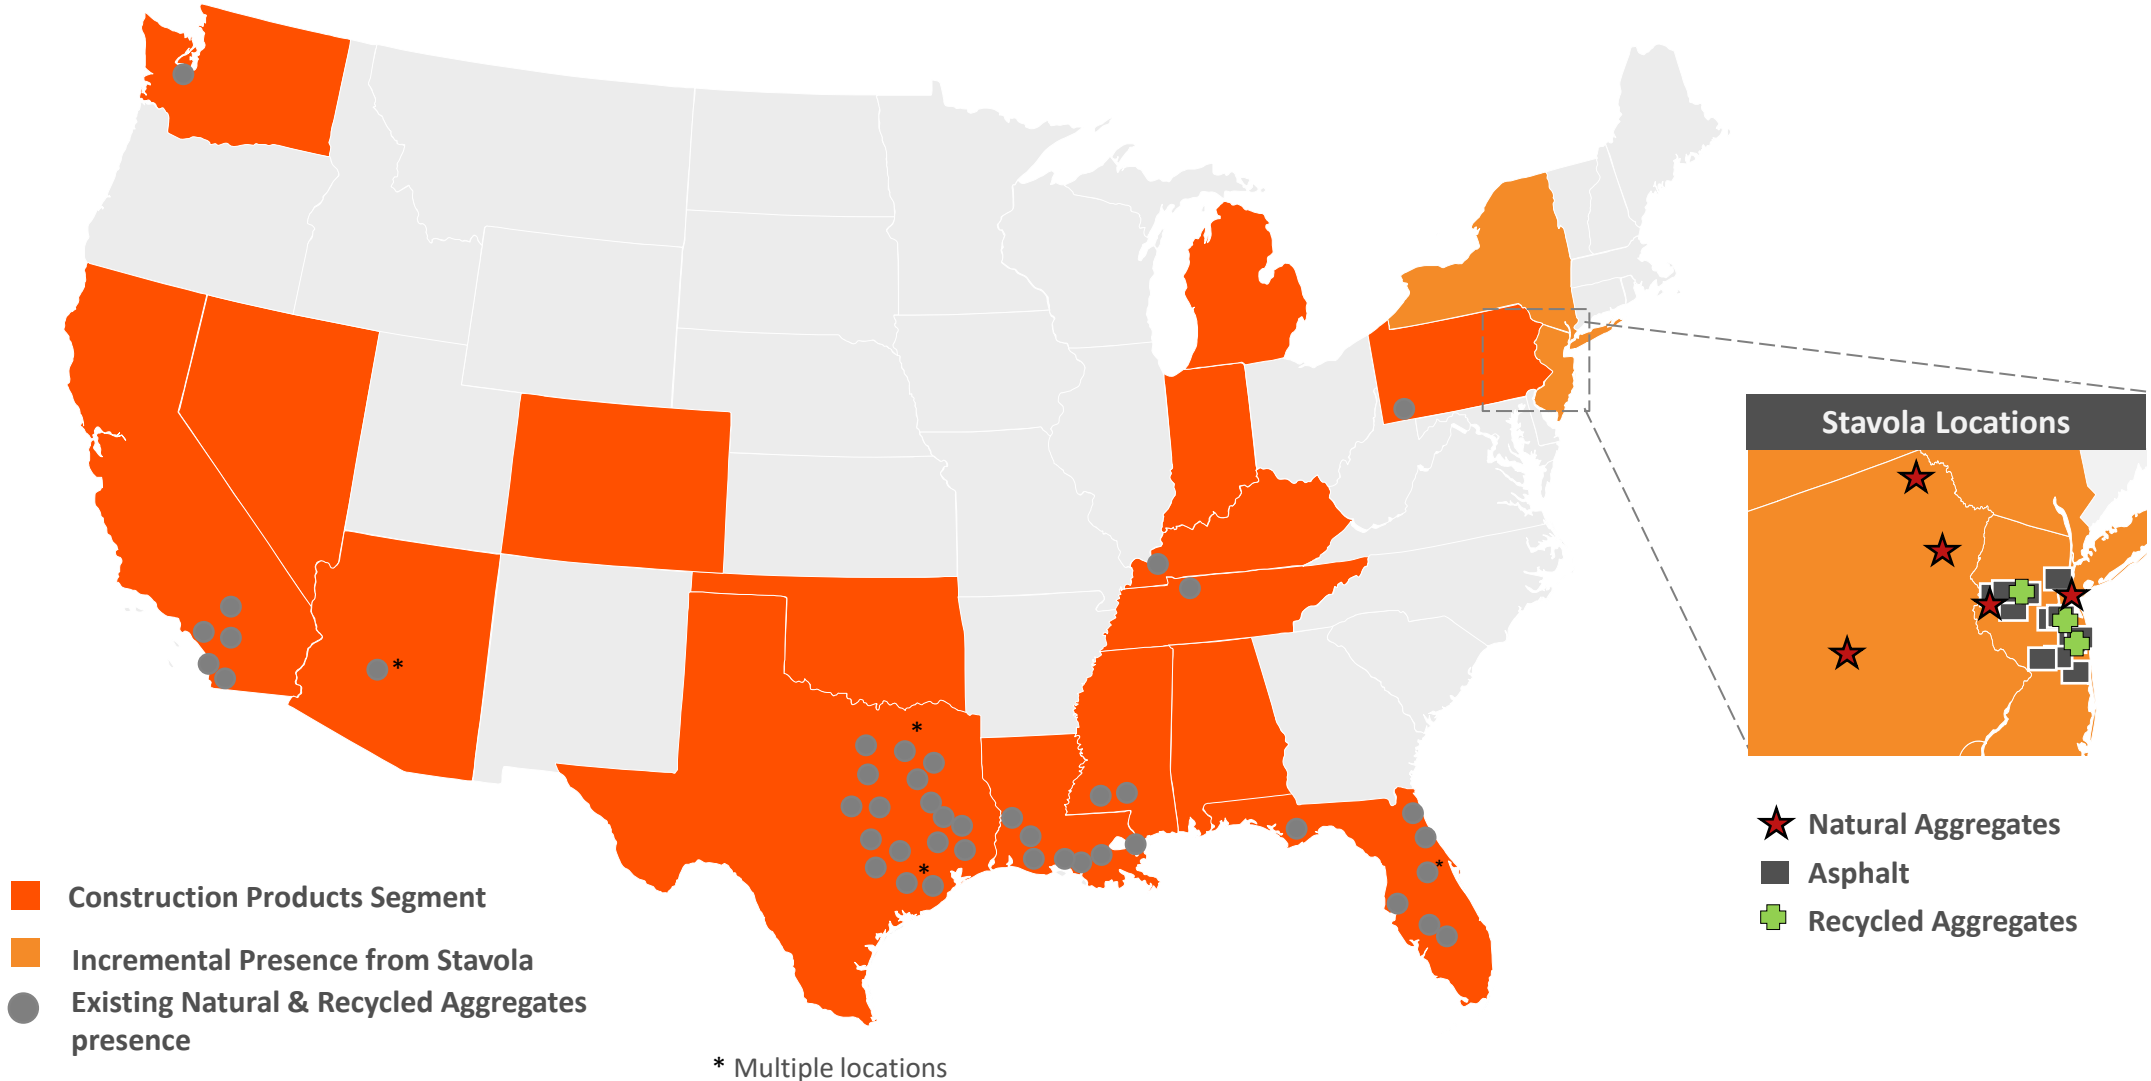 *
*
*
*
Stavola Locations
Natural Aggregates
Asphalt
Recycled Aggregates
Construction Products Segment
Incremental Presence from Stavola
Existing Natural & Recycled Aggregates
presence
* Multiple locations